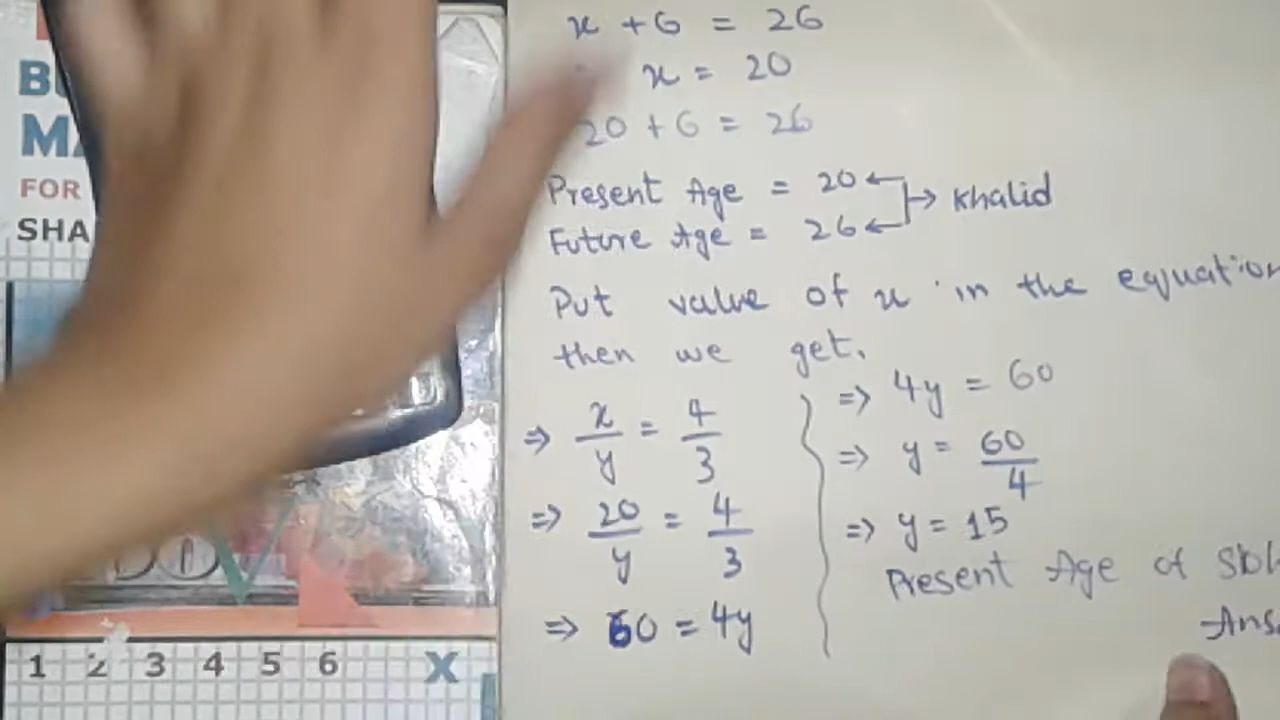 FOR
SHA
1 2 3 4 5 6 X
x + 6 = 26
x = 20
20 + 6 = 26
Present Age = 20
Future Age = 26
Khalid
Put value of x in the equation
then we get.
⇒ x/y = 4/3
⇒ 20/y = 4/3
⇒ 60 = 4y
⇒ 4y = 60
⇒ y = 60/4
⇒ y = 15
Present Age of